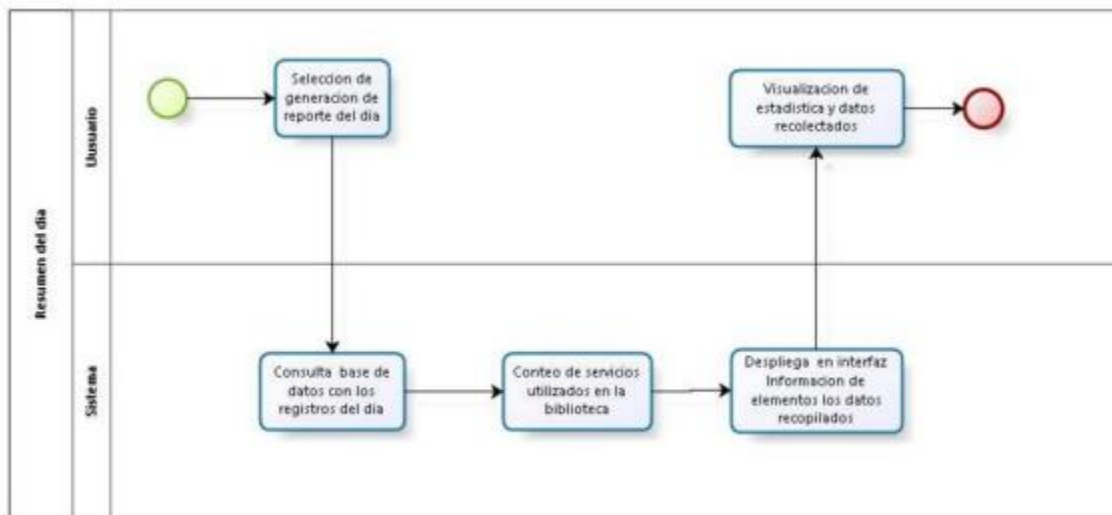 Resumen del dia
Uusuario
Seleccion de
generacion de
reporte del dia
Visualizacion de
estadistica y datos
recolectados
Sistema
Consulta base de
datos con los
registros del dia
Conteo de servicios
utilizados en la
biblioteca
Despliega en interfaz
Informacion de
elementos los datos
recopilados